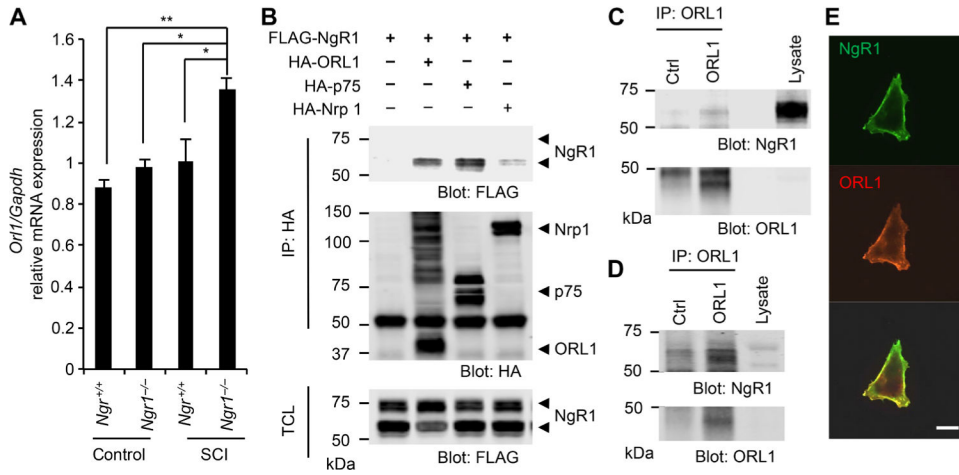 A
Orl1/Gapdh
relative mRNA expression
1.6
1.4
1.2
1
0.8
0.6
0.4
0.2
0
**
*
*
Ngr+/+
Ngr1−/−
Ngr+/+
Ngr1−/−
Control
SCI
B
FLAG-NgR1 + + + +
HA-ORL1 − + − −
HA-p75 − − + −
HA-Nrp 1 − − − +
IP: HA
75
50
NgR1
Blot: FLAG
150
100
75
50
37
Nrp1
p75
ORL1
Blot: HA
TCL
75
50
kDa
NgR1
Blot: FLAG
C
IP: ORL1
Ctrl
ORL1
Lysate
75
50
Blot: NgR1
50
kDa
Blot: ORL1
D
IP: ORL1
Ctrl
ORL1
Lysate
75
50
Blot: NgR1
50
Blot: ORL1
E
NgR1
ORL1